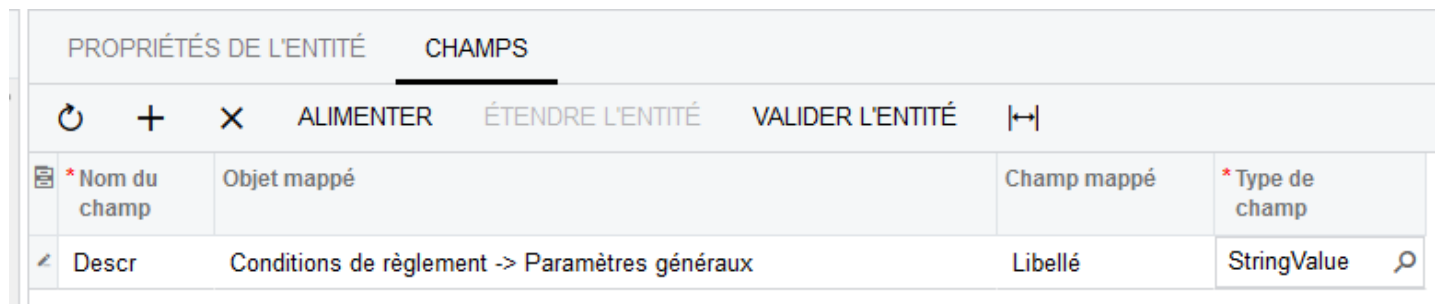 PROPRIÉTÉS DE L'ENTITÉ CHAMPS
ALIMENTER ÉTENDRE L'ENTITÉ VALIDER L'ENTITÉ
* Nom du champ Objet mappé Champ mappé * Type de champ
Descr Conditions de règlement -> Paramètres généraux Libellé StringValue